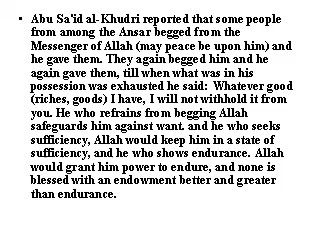 • Abu Sa'id al-Khudri reported that some people
from among the Ansar begged from the
Messenger of Allah (may peace be upon him) and
he gave them. They again begged him and he
again gave them, till when what was in his
possession was exhausted he said:  Whatever good
(riches, goods) I have, I will not withhold it from
you. He who refrains from begging Allah
safeguards him against want. and he who seeks
sufficiency, Allah would keep him in a state of
sufficiency, and he who shows endurance.  Allah
would grant him power to endure, and none is
blessed with an endowment better and greater
than endurance.